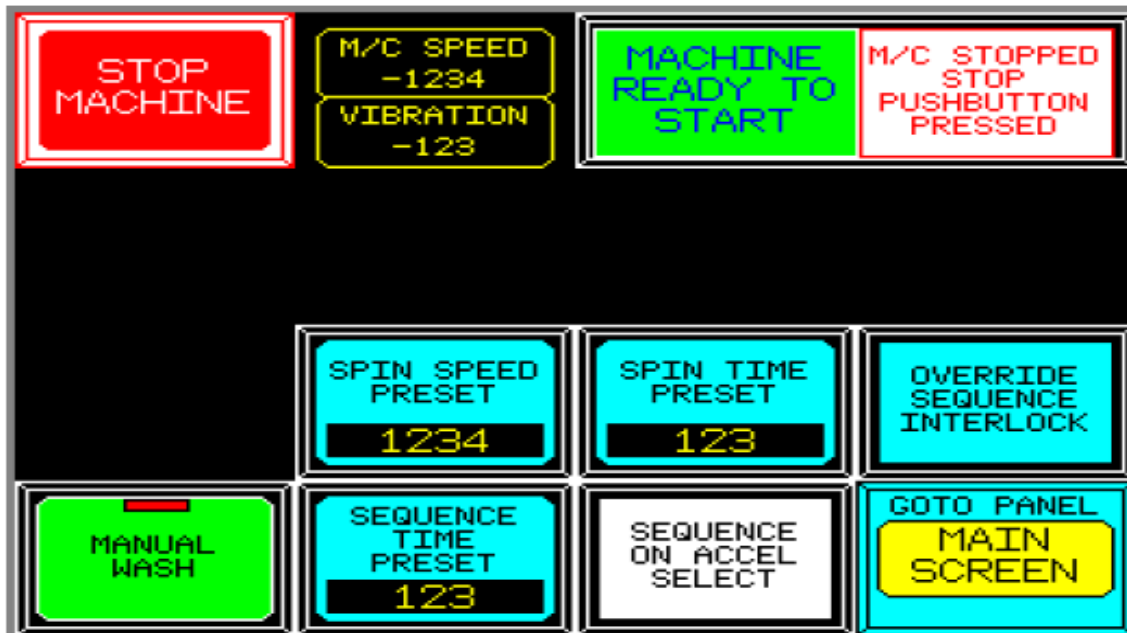 STOP
MACHINE
M/C SPEED
-1234
VIBRATION
-123
MACHINE
READY TO
START
M/C STOPPED
STOP
PUSHBUTTON
PRESSED
SPIN SPEED
PRESET
1234
SPIN TIME
PRESET
123
OVERRIDE
SEQUENCE
INTERLOCK
MANUAL
WASH
SEQUENCE
TIME
PRESET
123
SEQUENCE
ON ACCEL
SELECT
GOTO PANEL
MAIN
SCREEN